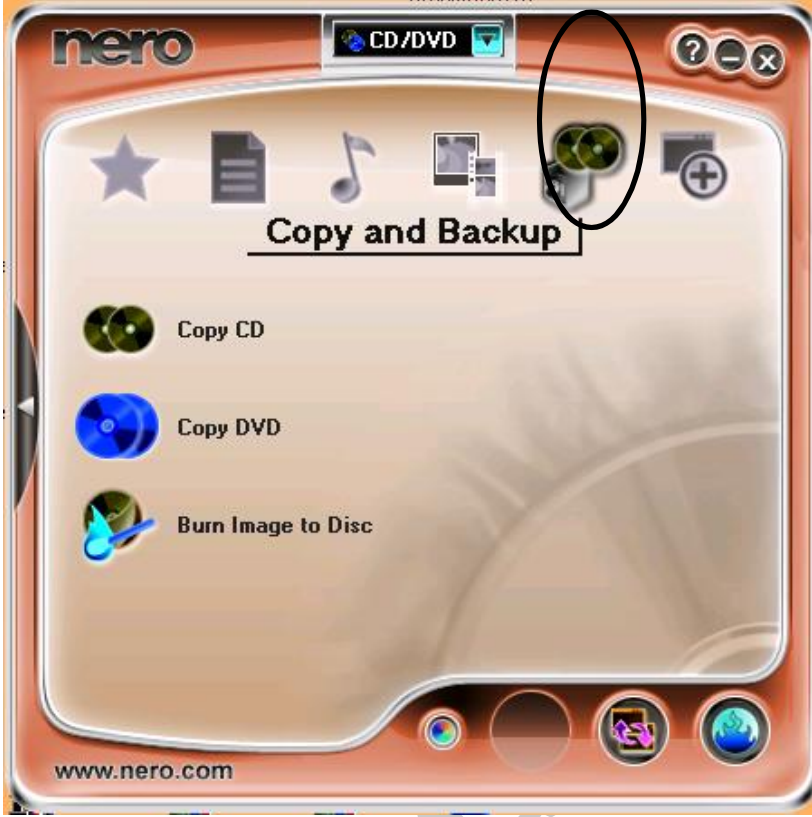 nero
CD/DVD
?
Copy and Backup
Copy CD
Copy DVD
Burn Image to Disc
www.nero.com